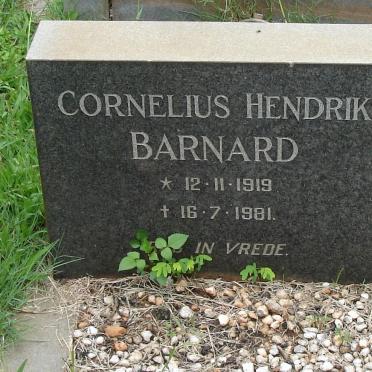 CORNELIUS HENDRIK
BARNARD
* 12·11·1919
✝ 16·7·1981.
IN VREDE.